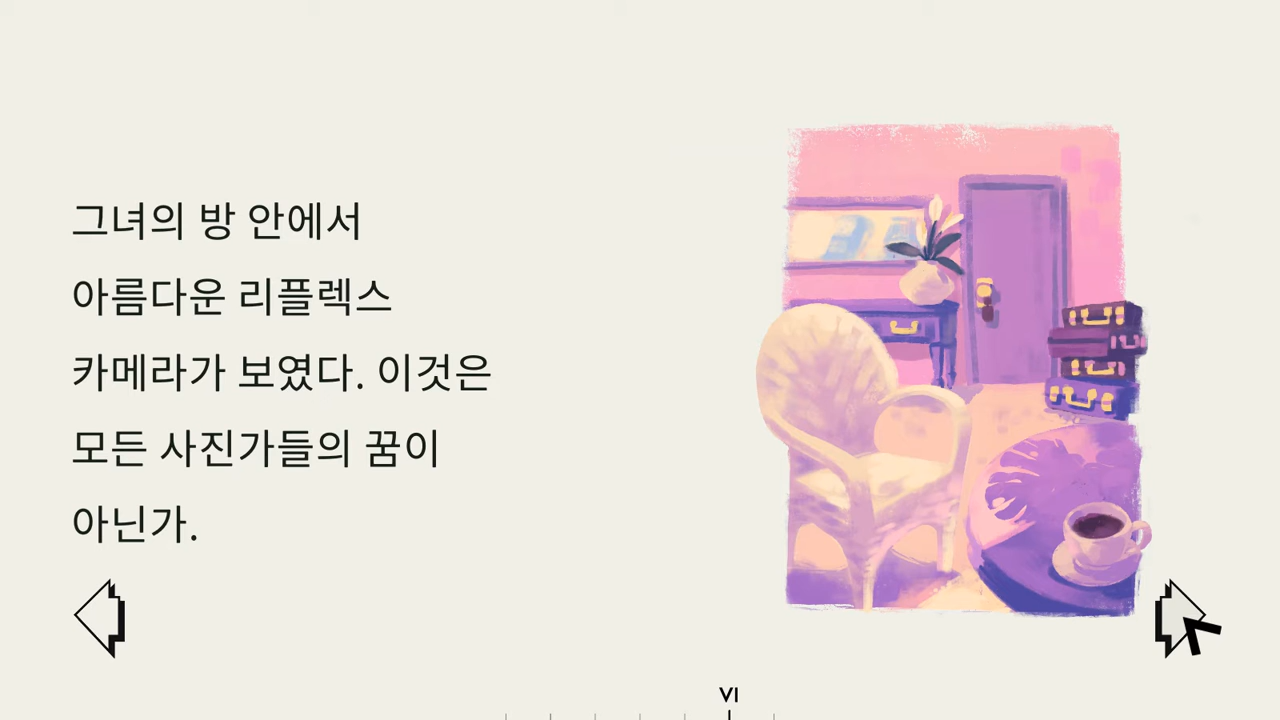 그녀의 방 안에서
아름다운 리플렉스
카메라가 보였다. 이것은
모든 사진가들의 꿈이
아닌가.
VI